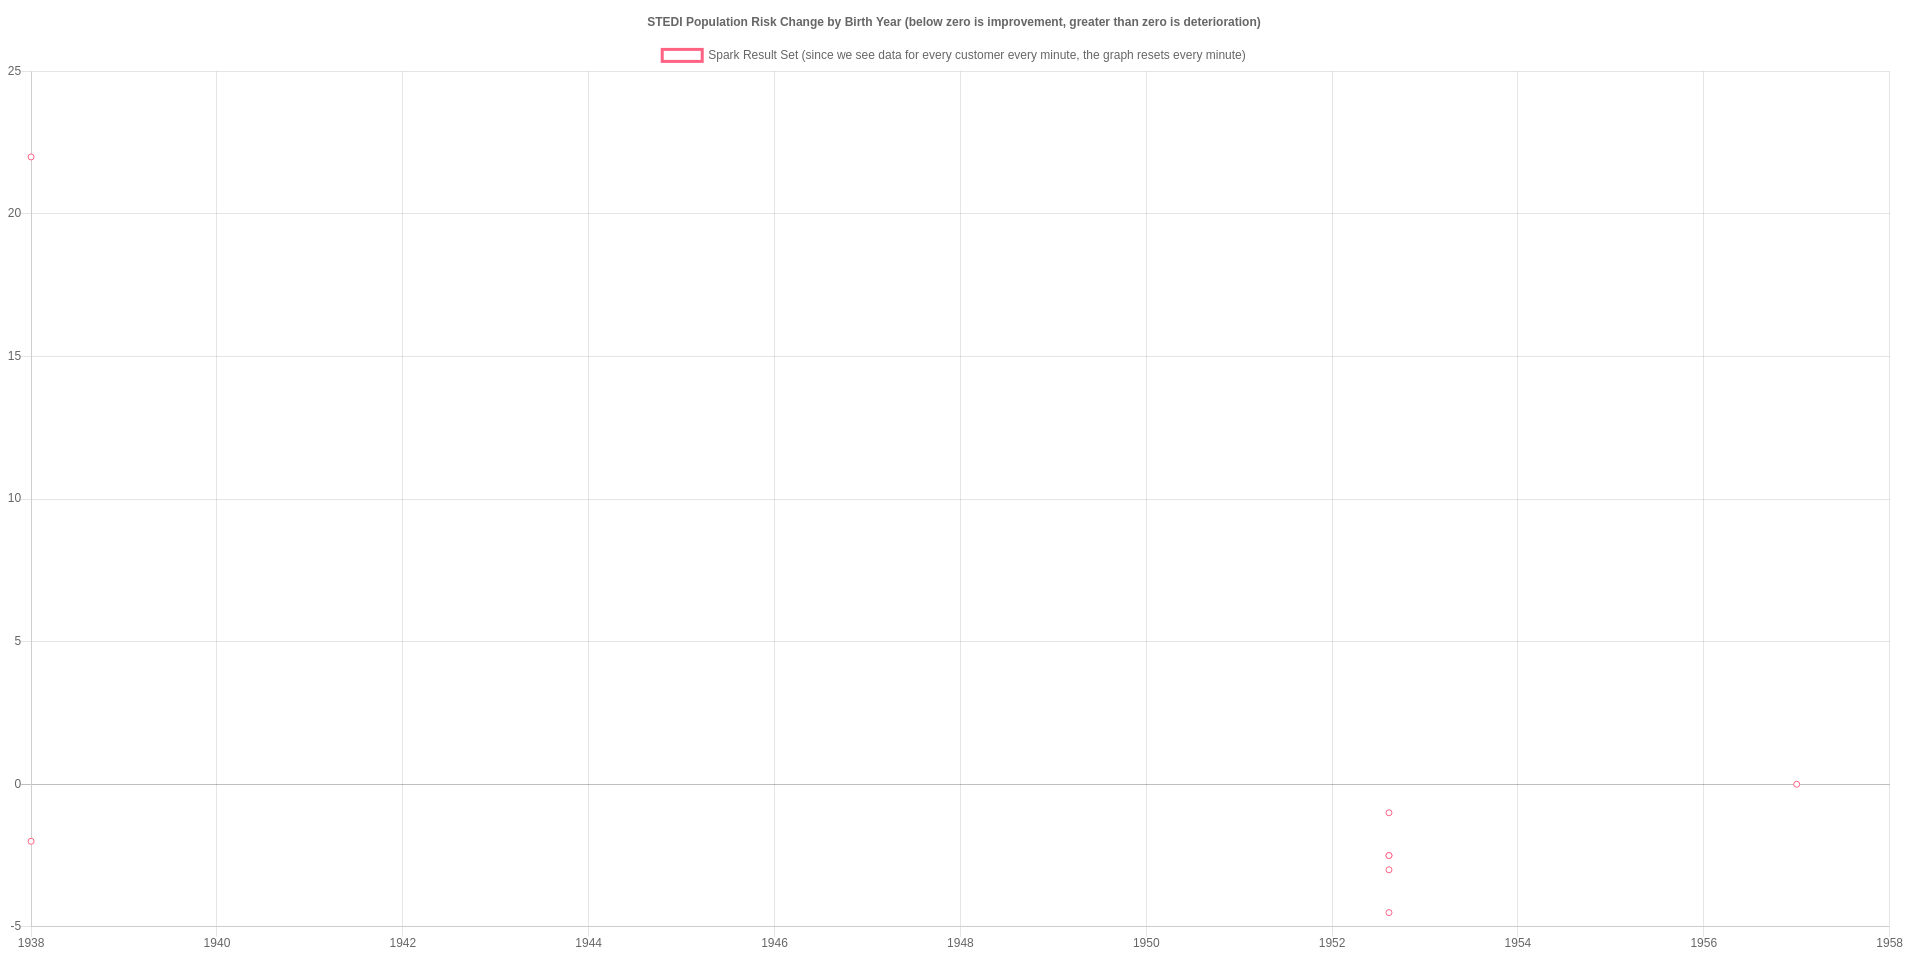 STEDI Population Risk Change by Birth Year (below zero is improvement, greater than zero is deterioration)
Spark Result Set (since we see data for every customer every minute, the graph resets every minute)
25
20
15
10
5
0
-5
1938 1940 1942 1944 1946 1948 1950 1952 1954 1956 1958